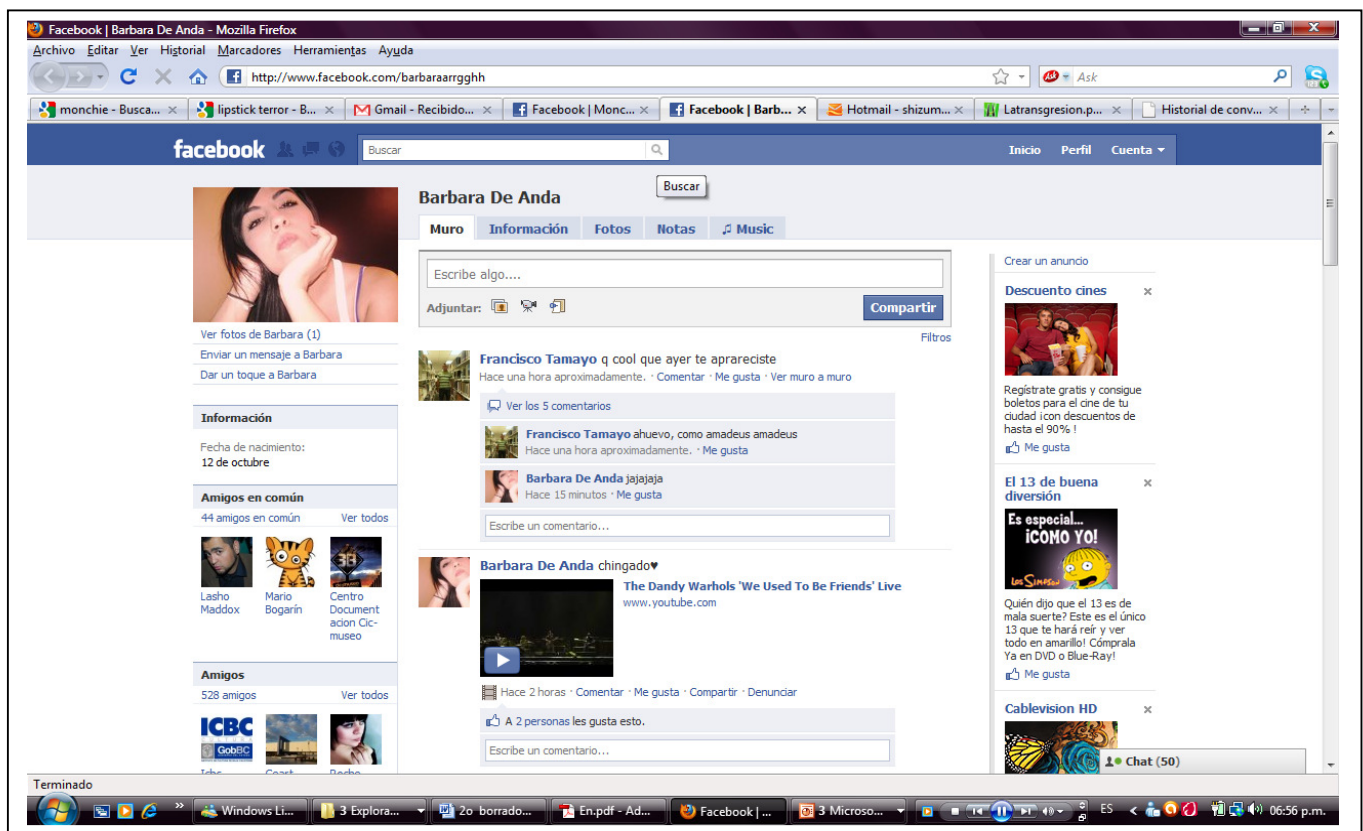 Facebook | Barbara De Anda - Mozilla Firefox
Archivo Editar Ver Historial Marcadores Herramientas Ayuda
http://www.facebook.com/barbaraarrgghh
Ask
monchie - Busca...
lipstick terror - B...
Gmail - Recibido...
Facebook | Monc...
Facebook | Barb...
Hotmail - shizum...
Latransgresion.p...
Historial de conv...
facebook
Buscar
Inicio Perfil Cuenta
Buscar
Barbara De Anda
Muro Información Fotos Notas ♫ Music
Escribe algo....
Adjuntar:
Compartir
Filtros
Ver fotos de Barbara (1)
Enviar un mensaje a Barbara
Dar un toque a Barbara
Información
Fecha de nacimiento:
12 de octubre
Amigos en común
44 amigos en común Ver todos
Lasho Maddox
Mario Bogarín
Centro Document acion Cic-museo
Amigos
528 amigos Ver todos
ICBC
GobBC
Francisco Tamayo q cool que ayer te aprareciste
Hace una hora aproximadamente. · Comentar · Me gusta · Ver muro a muro
Ver los 5 comentarios
Francisco Tamayo ahuevo, como amadeus amadeus
Hace una hora aproximadamente. · Me gusta
Barbara De Anda jajajaja
Hace 15 minutos · Me gusta
Escribe un comentario...
Barbara De Anda chingado♥
The Dandy Warhols 'We Used To Be Friends' Live
www.youtube.com
Hace 2 horas · Comentar · Me gusta · Compartir · Denunciar
A 2 personas les gusta esto.
Escribe un comentario...
Crear un anuncio
Descuento cines
Regístrate gratis y consigue
boletos para el cine de tu
ciudad ¡con descuentos de
hasta el 90% !
Me gusta
El 13 de buena
diversión
Es especial...
¡COMO YO!
Los Simpson
Quién dijo que el 13 es de
mala suerte? Este es el único
13 que te hará reír y ver
todo en amarillo! Cómprala
Ya en DVD o Blue-Ray!
Me gusta
Cablevision HD
Chat (50)
Terminado
Windows Li...
3 Explora...
2o borrado...
En.pdf - Ad...
Facebook | ...
3 Microso...
ES
06:56 p.m.